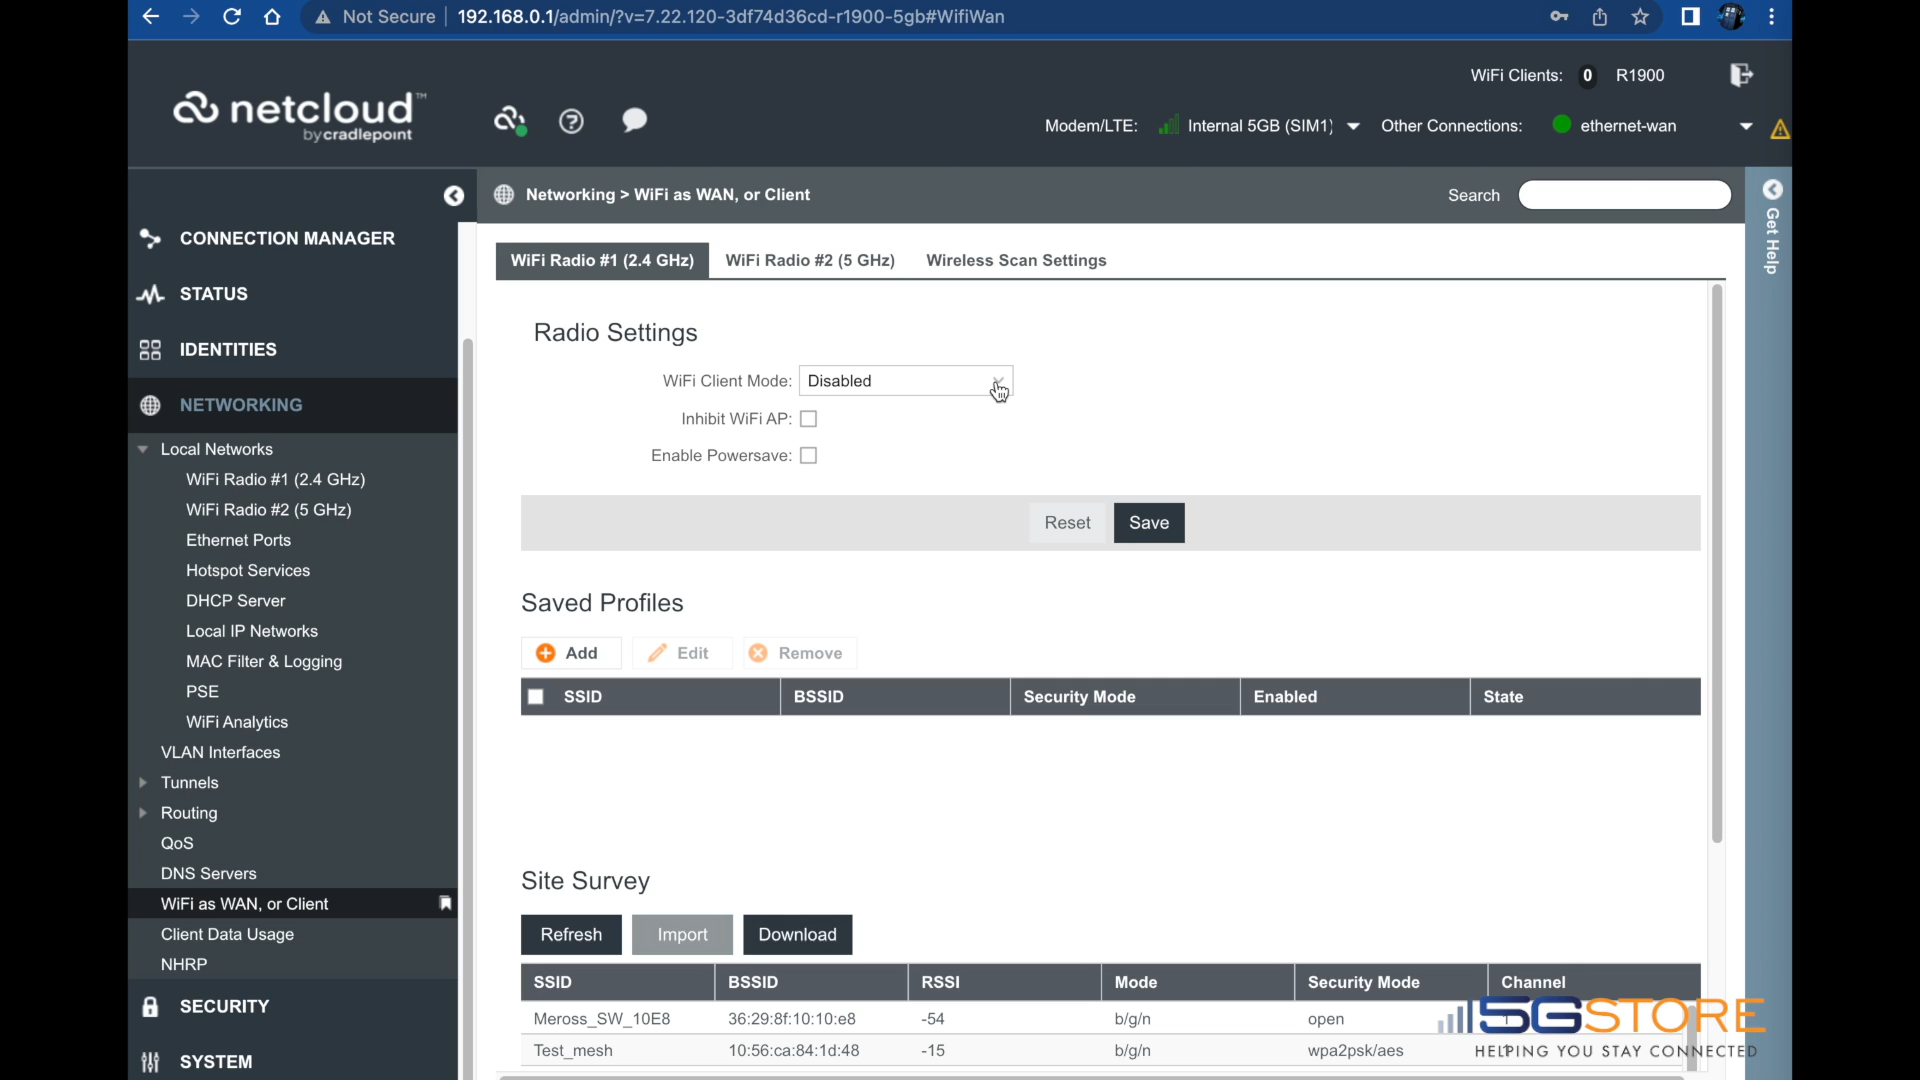 Not Secure 192.168.0.1/admin/?v=7.22.120-3df74d36cd-r1900-5gb#WifiWan
WiFi Clients: 0 R1900
netcloud™
by cradlepoint
Modem/LTE: Internal 5GB (SIM1) Other Connections: ethernet-wan
Networking > WiFi as WAN, or Client
Search
Get Help
CONNECTION MANAGER
STATUS
IDENTITIES
NETWORKING
Local Networks
WiFi Radio #1 (2.4 GHz)
WiFi Radio #2 (5 GHz)
Ethernet Ports
Hotspot Services
DHCP Server
Local IP Networks
MAC Filter & Logging
PSE
WiFi Analytics
VLAN Interfaces
Tunnels
Routing
QoS
DNS Servers
WiFi as WAN, or Client
Client Data Usage
NHRP
SECURITY
SYSTEM
WiFi Radio #1 (2.4 GHz) WiFi Radio #2 (5 GHz) Wireless Scan Settings
Radio Settings
WiFi Client Mode: Disabled
Inhibit WiFi AP:
Enable Powersave:
Reset Save
Saved Profiles
Add Edit Remove
SSID BSSID Security Mode Enabled State
Site Survey
Refresh Import Download
SSID BSSID RSSI Mode Security Mode Channel
Meross_SW_10E8 36:29:8f:10:10:e8 -54 b/g/n open
Test_mesh 10:56:ca:84:1d:48 -15 b/g/n wpa2psk/aes
5GSTORE
HELPING YOU STAY CONNECTED